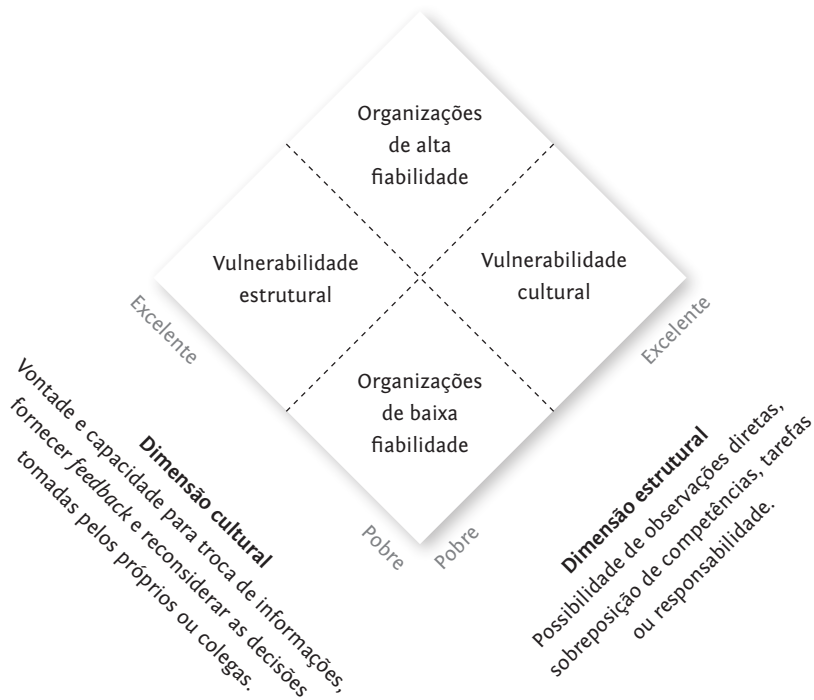 Organizações
de alta
fiabilidade
Vulnerabilidade
estrutural
Vulnerabilidade
cultural
Organizações
de baixa
fiabilidade
Excelente
Excelente
Pobre
Pobre
Dimensão cultural
Vontade e capacidade para troca de informações,
fornecer feedback e reconsiderar as decisões
tomadas pelos próprios ou colegas.
Dimensão estrutural
Possibilidade de observações diretas,
sobreposição de competências, tarefas
ou responsabilidade.